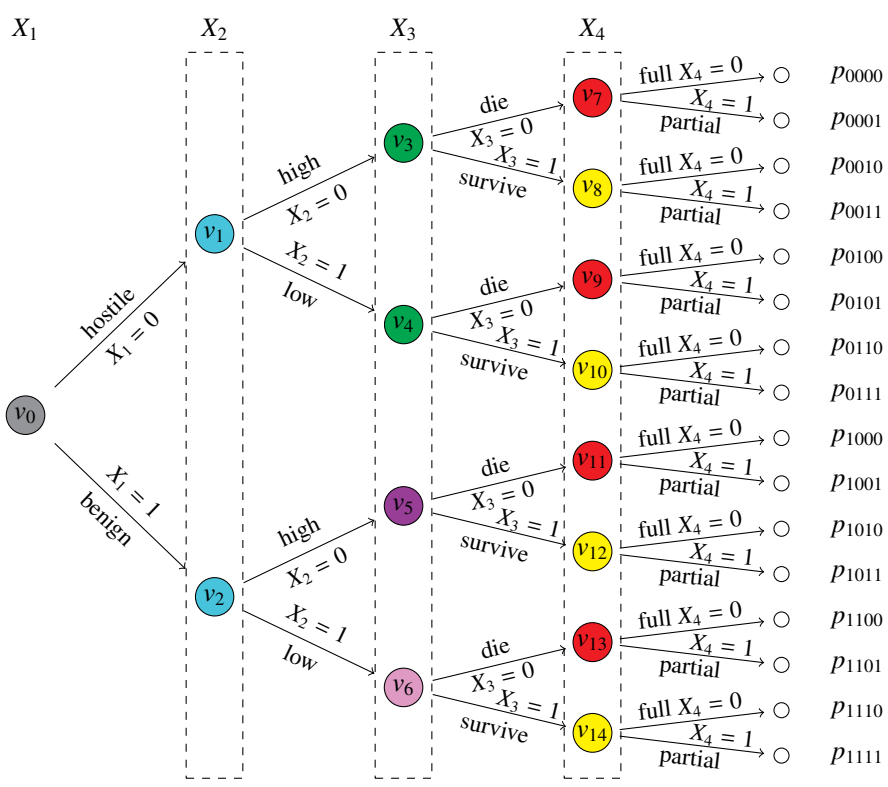 X1 X2 X3 X4
hostile
X1 = 0
X1 = 1
benign
high
X2 = 0
X2 = 1
low
high
X2 = 0
X2 = 1
low
die
X3 = 0
X3 = 1
survive
die
X3 = 0
X3 = 1
survive
die
X3 = 0
X3 = 1
survive
die
X3 = 0
X3 = 1
survive
full X4 = 0
X4 = 1
partial
full X4 = 0
X4 = 1
partial
full X4 = 0
X4 = 1
partial
full X4 = 0
X4 = 1
partial
full X4 = 0
X4 = 1
partial
full X4 = 0
X4 = 1
partial
full X4 = 0
X4 = 1
partial
full X4 = 0
X4 = 1
partial
v0
v1
v2
v3
v4
v5
v6
v7
v8
v9
v10
v11
v12
v13
v14
p0000
p0001
p0010
p0011
p0100
p0101
p0110
p0111
p1000
p1001
p1010
p1011
p1100
p1101
p1110
p1111